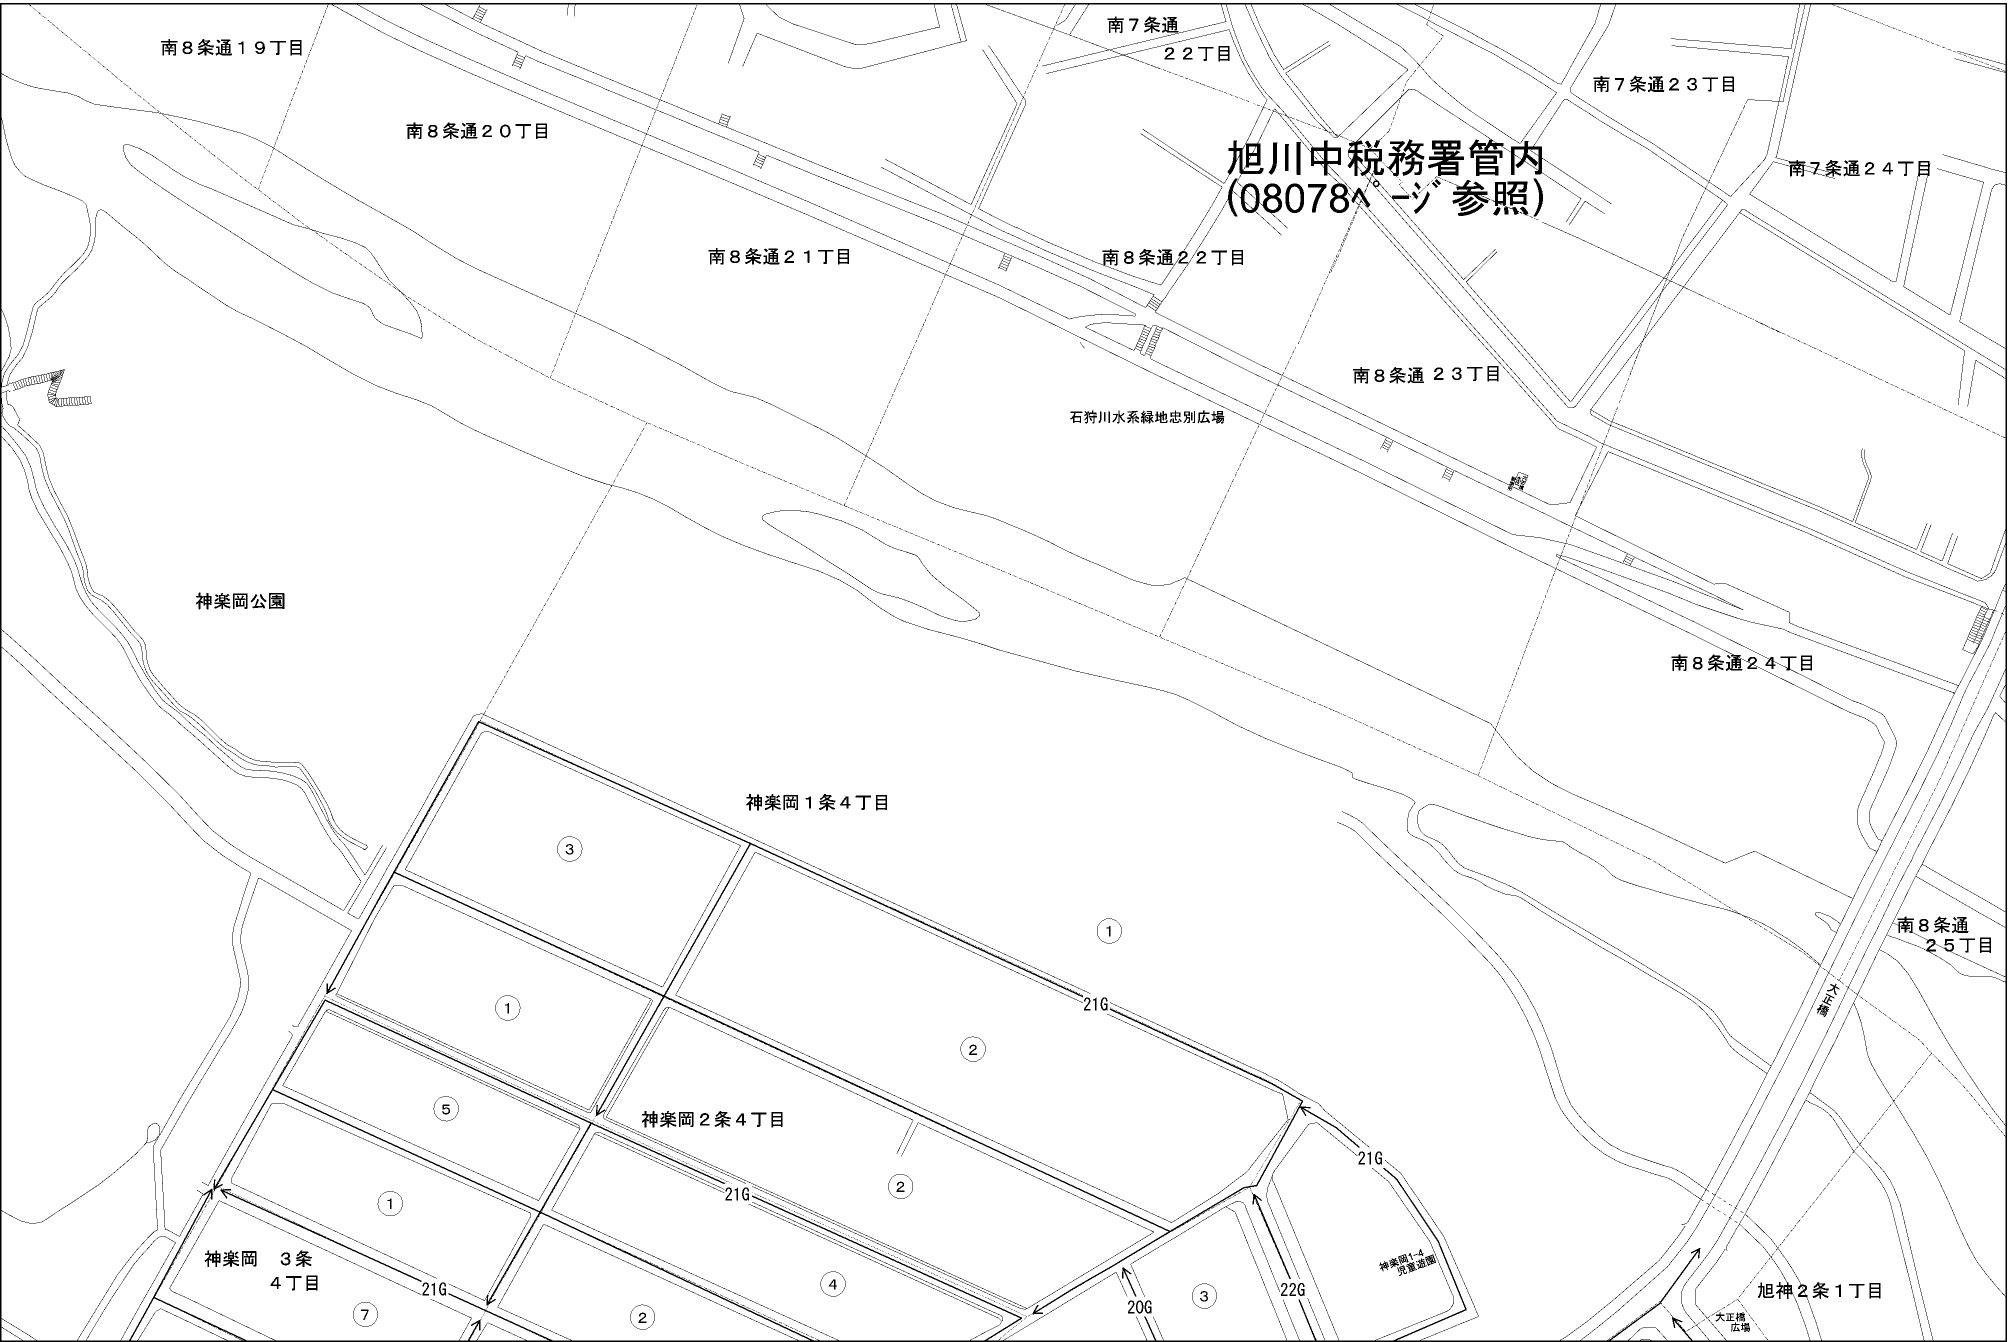 南８条通１９丁目
南７条通
２２丁目
南７条通２３丁目
南８条通２０丁目
旭川中税務署管内
(08078ﾍﾟｰｼﾞ参照)
南７条通２４丁目
南８条通２１丁目
南８条通２２丁目
南８条通２３丁目
石狩川水系緑地忠別広場
神楽岡公園
南８条通２４丁目
神楽岡１条４丁目
3
1
南８条通
２５丁目
大正橋
21G
1
2
5
神楽岡２条４丁目
21G
2
21G
1
神楽岡　３条
４丁目
21G
4
22G
神楽岡1-4
児童遊園
旭神２条１丁目
20G
3
7
2
大正橋
広場